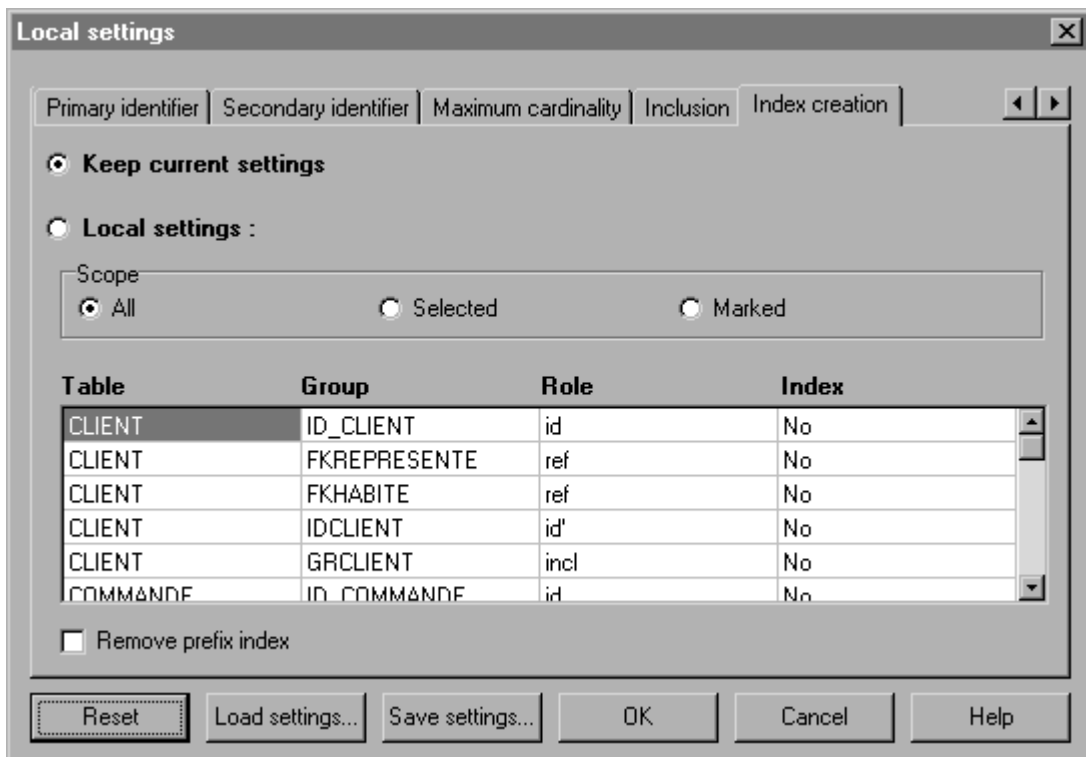 Local settings
Primary identifier Secondary identifier Maximum cardinality Inclusion Index creation
Keep current settings
Local settings :
Scope
All Selected Marked
Table Group Role Index
CLIENT ID_CLIENT id No
CLIENT FKREPRESENTE ref No
CLIENT FKHABITE ref No
CLIENT IDCLIENT id' No
CLIENT GRCLIENT incl No
COMMANDE ID_COMMANDE id No
Remove prefix index
Reset Load settings... Save settings... OK Cancel Help